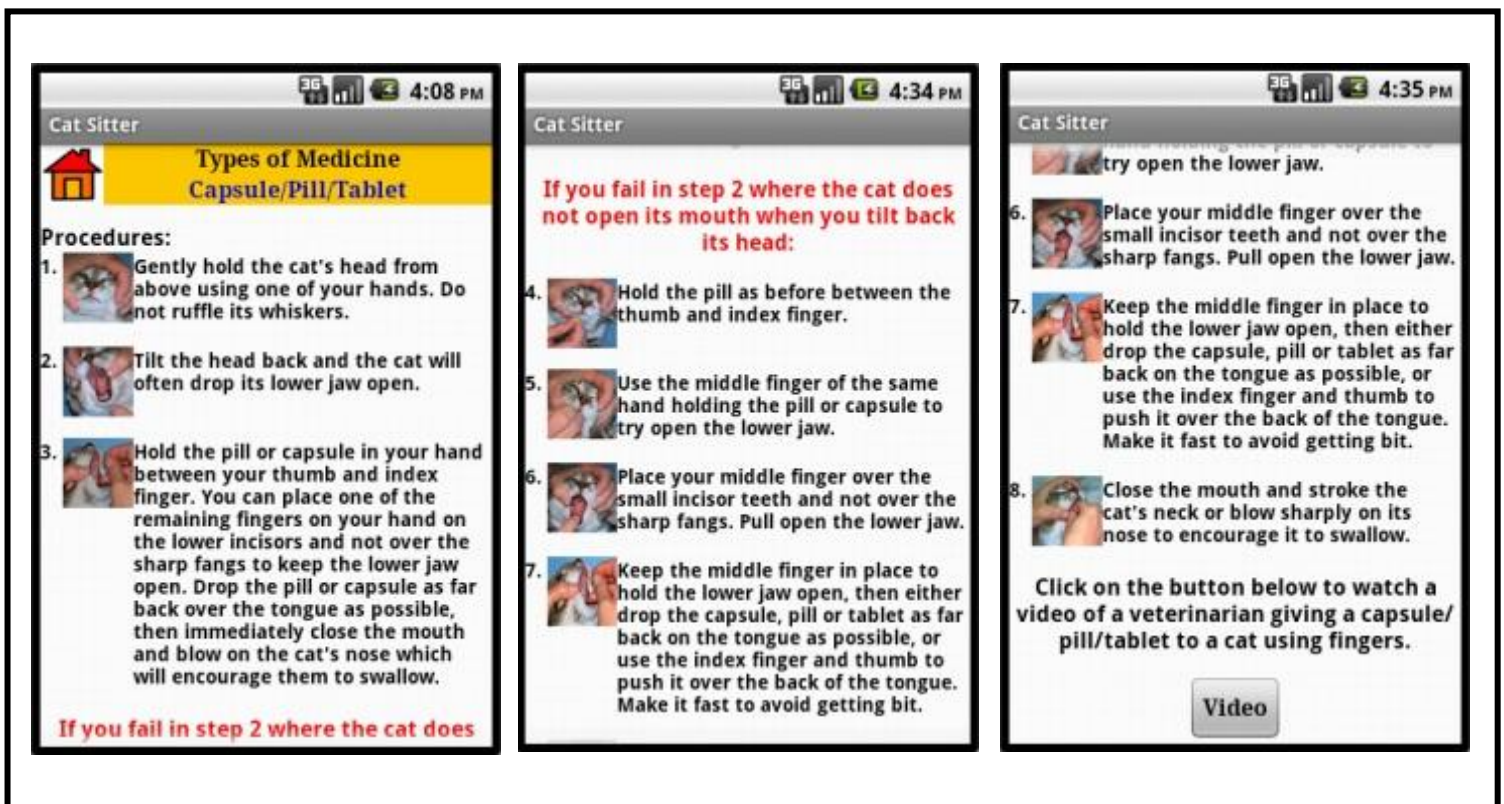 3G 4:08 PM
Cat Sitter
Types of Medicine
Capsule/Pill/Tablet
Procedures:
1. Gently hold the cat's head from
above using one of your hands. Do
not ruffle its whiskers.
2. Tilt the head back and the cat will
often drop its lower jaw open.
3. Hold the pill or capsule in your hand
between your thumb and index
finger. You can place one of the
remaining fingers on your hand on
the lower incisors and not over the
sharp fangs to keep the lower jaw
open. Drop the pill or capsule as far
back over the tongue as possible,
then immediately close the mouth
and blow on the cat's nose which
will encourage them to swallow.
If you fail in step 2 where the cat does
3G 4:34 PM
Cat Sitter
If you fail in step 2 where the cat does
not open its mouth when you tilt back
its head:
4. Hold the pill as before between the
thumb and index finger.
5. Use the middle finger of the same
hand holding the pill or capsule to
try open the lower jaw.
6. Place your middle finger over the
small incisor teeth and not over the
sharp fangs. Pull open the lower jaw.
7. Keep the middle finger in place to
hold the lower jaw open, then either
drop the capsule, pill or tablet as far
back on the tongue as possible, or
use the index finger and thumb to
push it over the back of the tongue.
Make it fast to avoid getting bit.
3G 4:35 PM
Cat Sitter
hand holding the pill or capsule to
try open the lower jaw.
6. Place your middle finger over the
small incisor teeth and not over the
sharp fangs. Pull open the lower jaw.
7. Keep the middle finger in place to
hold the lower jaw open, then either
drop the capsule, pill or tablet as far
back on the tongue as possible, or
use the index finger and thumb to
push it over the back of the tongue.
Make it fast to avoid getting bit.
8. Close the mouth and stroke the
cat's neck or blow sharply on its
nose to encourage it to swallow.
Click on the button below to watch a
video of a veterinarian giving a capsule/
pill/tablet to a cat using fingers.
Video